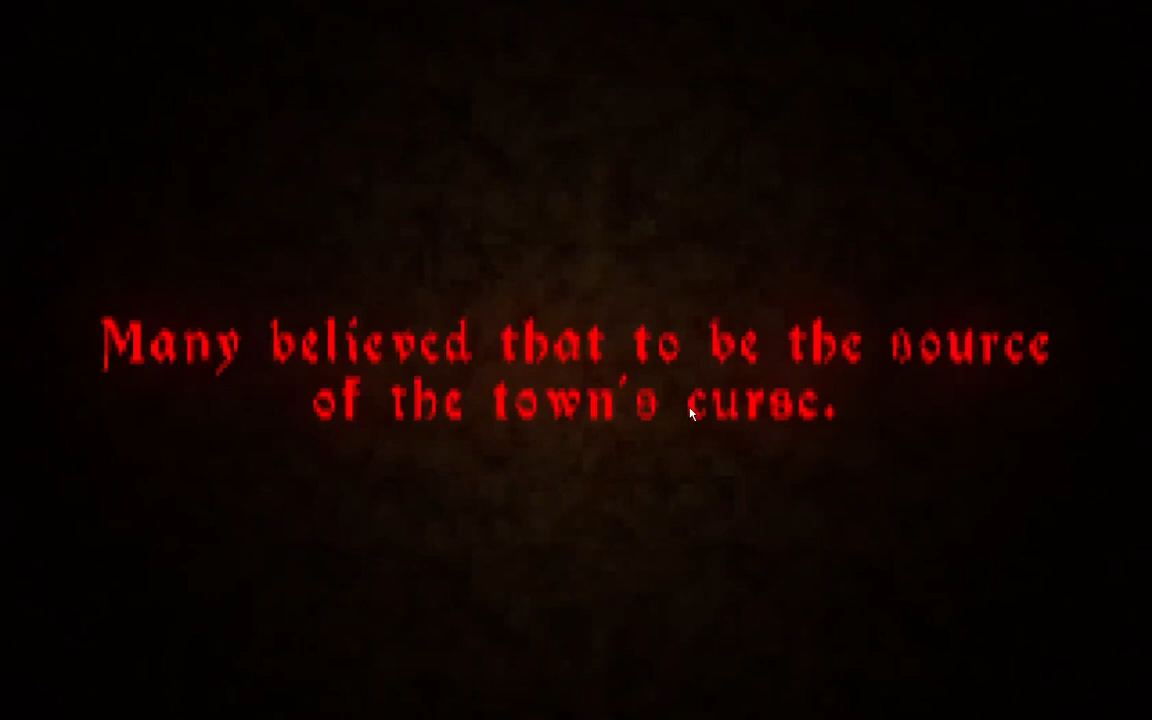 Many believed that to be the source
of the town's curse.